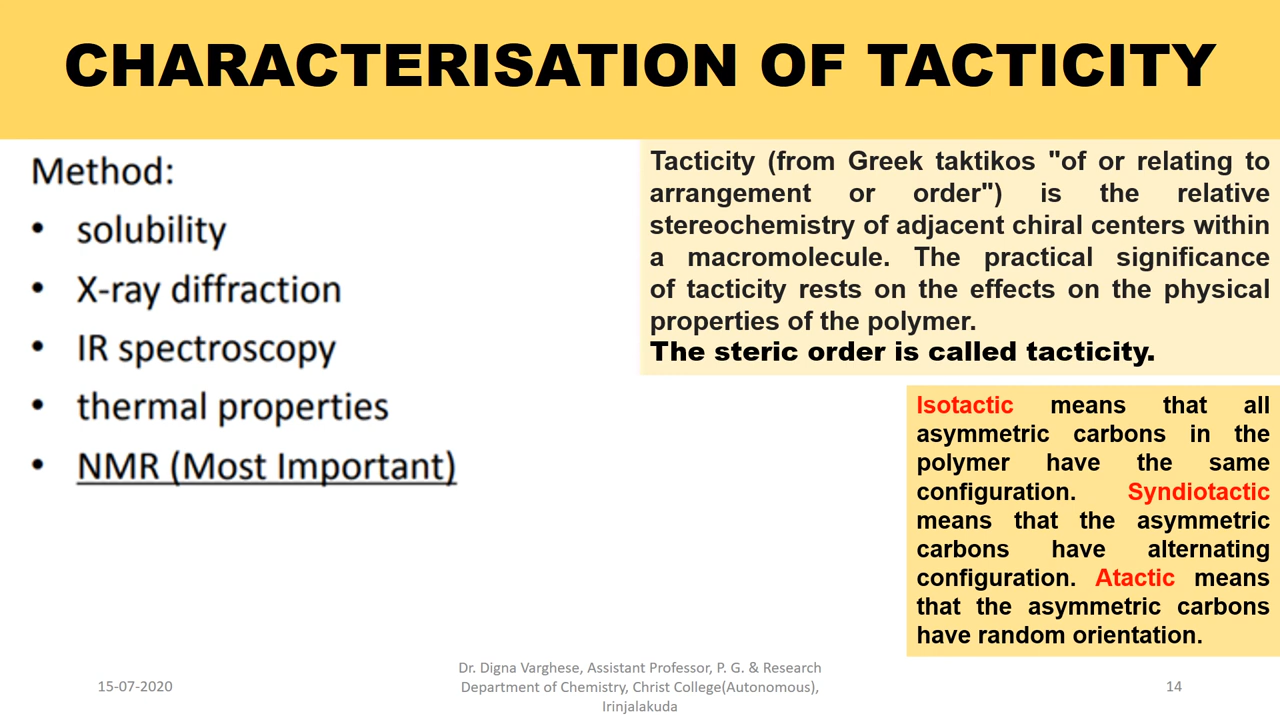 CHARACTERISATION OF TACTICITY
Method:
• solubility
• X-ray diffraction
• IR spectroscopy
• thermal properties
• NMR (Most Important)
Tacticity (from Greek taktikos "of or relating to
arrangement or order") is the relative
stereochemistry of adjacent chiral centers within
a macromolecule. The practical significance
of tacticity rests on the effects on the physical
properties of the polymer.
The steric order is called tacticity.
Isotactic means that all
asymmetric carbons in the
polymer have the same
configuration. Syndiotactic
means that the asymmetric
carbons have alternating
configuration. Atactic means
that the asymmetric carbons
have random orientation.
15-07-2020
Dr. Digna Varghese, Assistant Professor, P. G. & Research
Department of Chemistry, Christ College(Autonomous),
Irinjalakuda
14